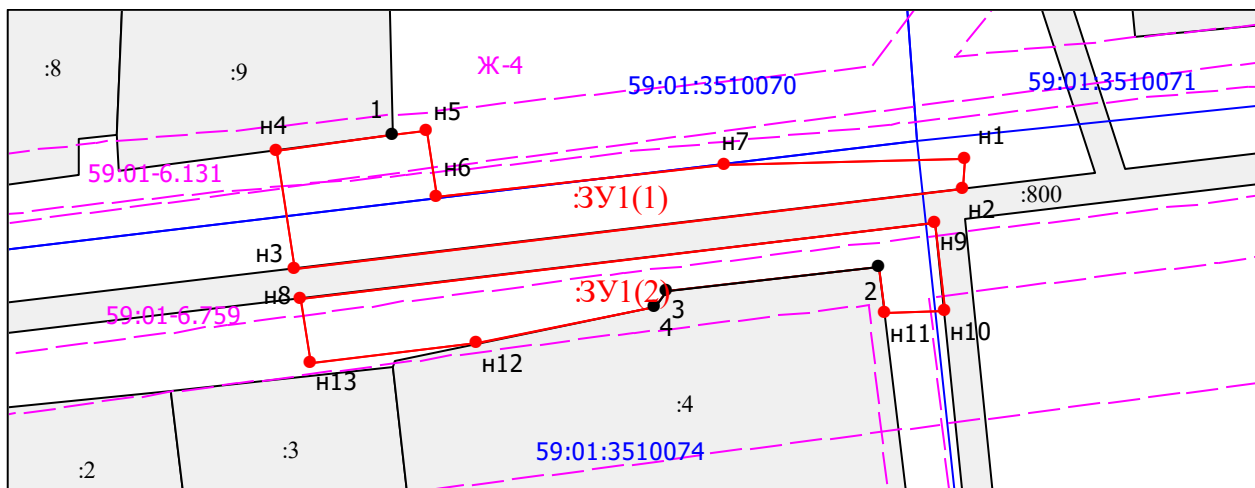 :8
:9
Ж-4
59:01:3510070
59:01:3510071
1
н5
н4
н7
н1
59:01-6.131
н6
:ЗУ1(1)
:800
н2
н3
н9
н8
:ЗУ1(2)
2
3
59:01-6.759
4
н11
н10
н12
н13
:4
:3
59:01:3510074
:2